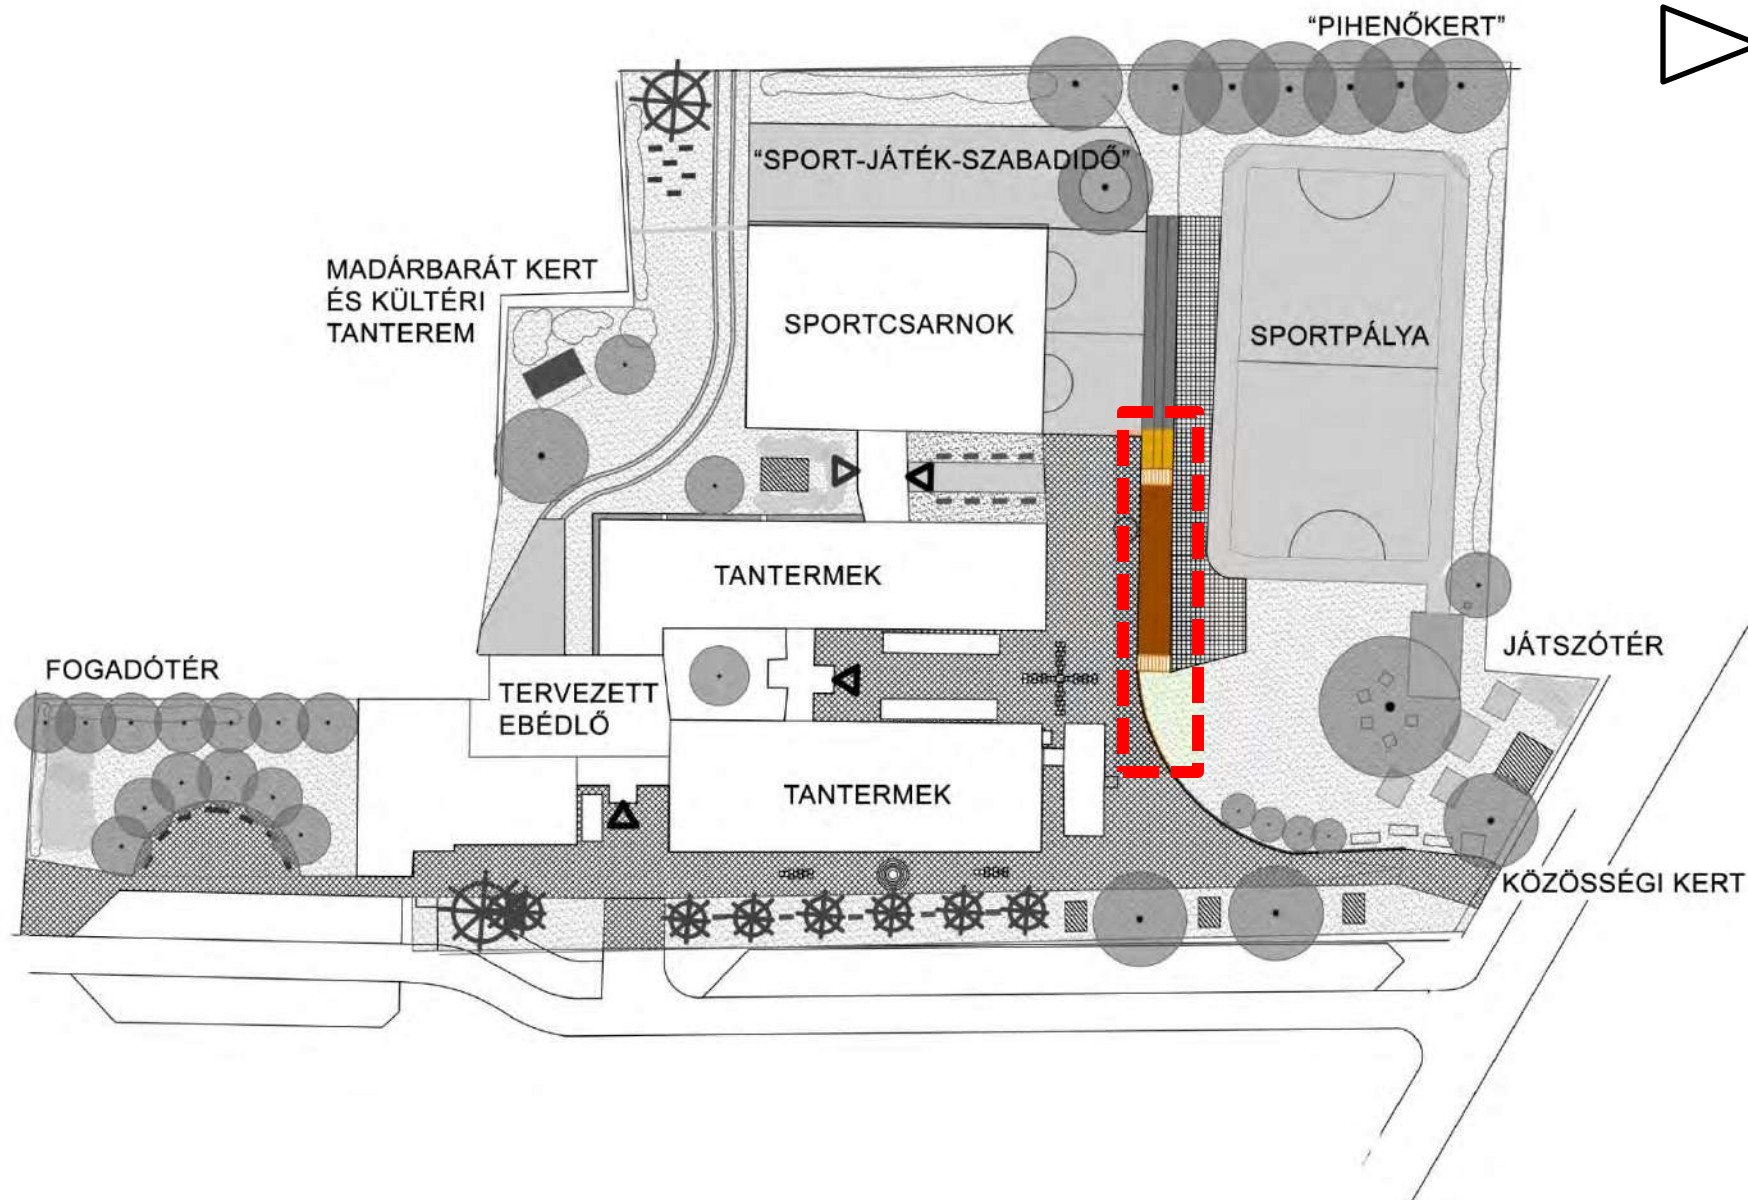 “PIHENŐKERT”
“SPORT-JÁTÉK-SZABADIDŐ”
MADÁRBARÁT KERT
ÉS KÜLTÉRI
TANTEREM
SPORTCSARNOK
SPORTPÁLYA
TANTERMEK
FOGADÓTÉR
TERVEZETT
EBÉDLŐ
JÁTSZÓTÉR
TANTERMEK
KÖZÖSSÉGI KERT